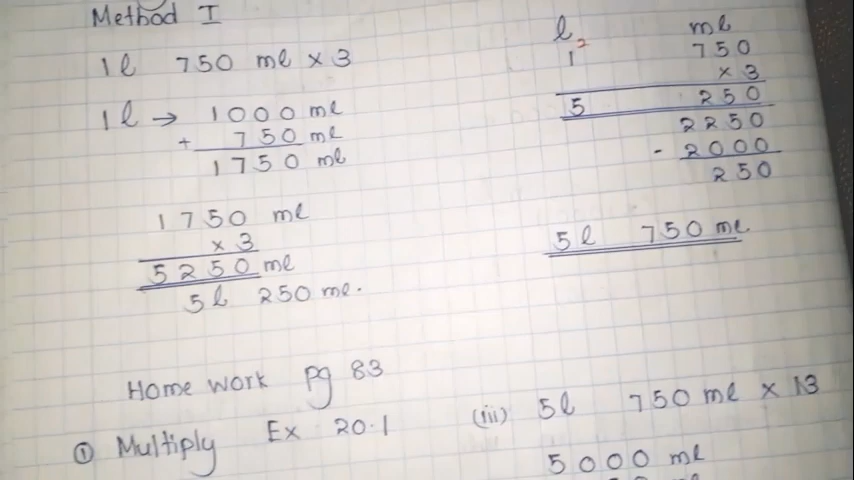 Method I
1l 750 ml × 3
1l → 1000 ml
+ 750 ml
1750 ml
1750 ml
× 3
5250 ml
5l 250 ml.
l ml
2
1 750
× 3
5 250
2250
- 2000
250
5l 750 ml
Home work pg 83
① Multiply Ex 20.1
(iii) 5l 750 ml × 13
5000 ml